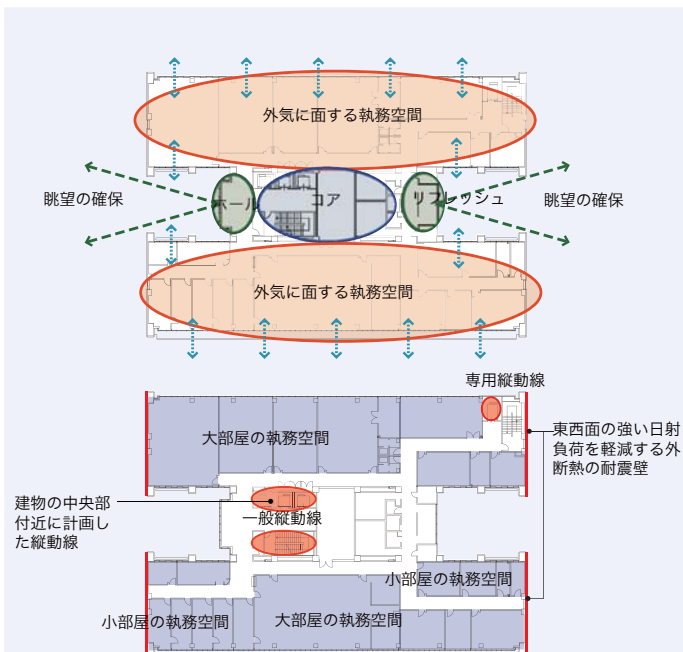 外気に面する執務空間
眺望の確保
ホール
コア
リフレッシュ
眺望の確保
外気に面する執務空間
専用縦動線
大部屋の執務空間
東西面の強い日射
負荷を軽減する外
断熱の耐震壁
建物の中央部
付近に計画し
た縦動線
一般縦動線
小部屋の執務空間
小部屋の執務空間
大部屋の執務空間